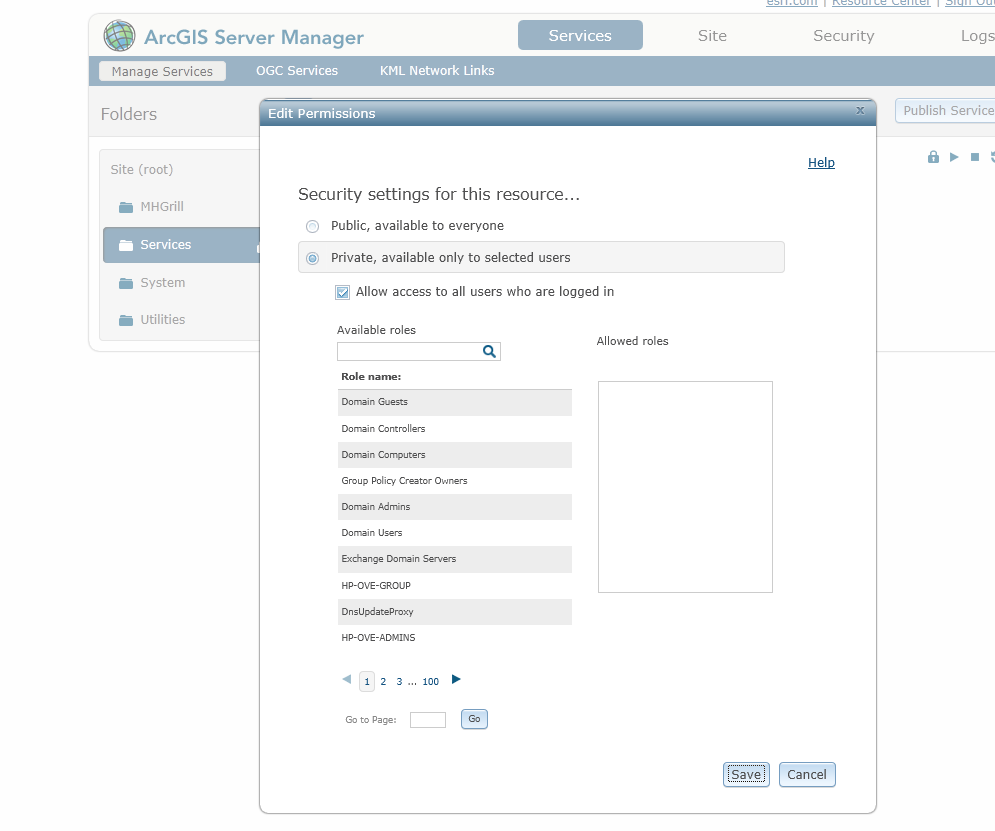 esri.com | Resource Center | Sign Out
ArcGIS Server Manager
Services Site Security Logs
Manage Services OGC Services KML Network Links
Folders
Publish Service
Site (root)
MHGrill
Services
System
Utilities
Edit Permissions x
Help
Security settings for this resource...
Public, available to everyone
Private, available only to selected users
Allow access to all users who are logged in
Available roles
Allowed roles
Role name:
Domain Guests
Domain Controllers
Domain Computers
Group Policy Creator Owners
Domain Admins
Domain Users
Exchange Domain Servers
HP-OVE-GROUP
DnsUpdateProxy
HP-OVE-ADMINS
1 2 3 ... 100
Go to Page: Go
Save Cancel